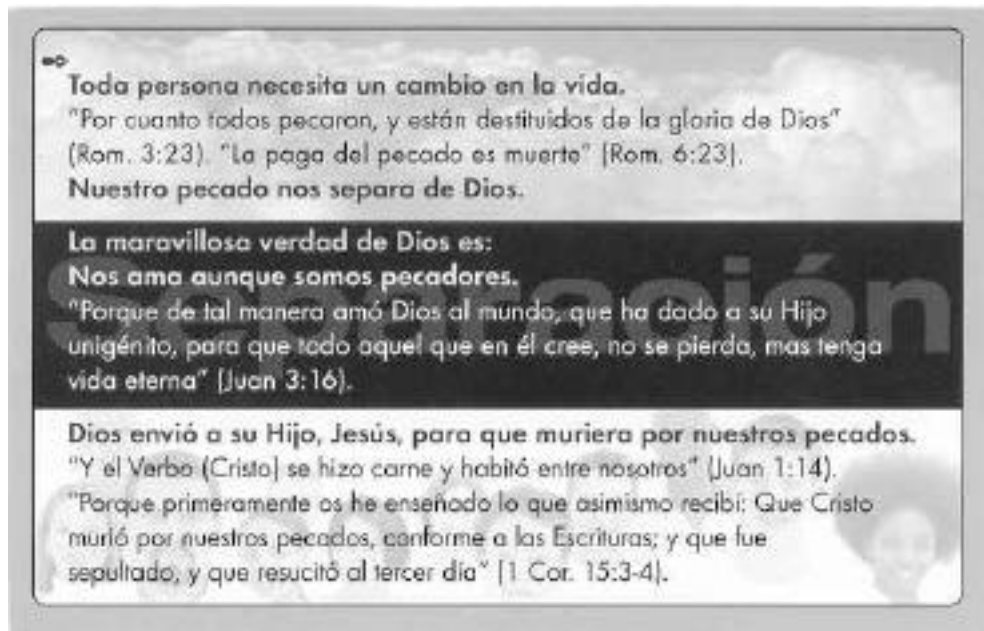 Toda persona necesita un cambio en la vida.
"Por cuanto todos pecaron, y están destituidos de la gloria de Dios"
(Rom. 3:23). "La paga del pecado es muerte" (Rom. 6:23).
Nuestro pecado nos separa de Dios.
Separación
La maravillosa verdad de Dios es:
Nos ama aunque somos pecadores.
"Porque de tal manera amó Dios al mundo, que ha dado a su Hijo
unigénito, para que todo aquel que en él cree, no se pierda, mas tenga
vida eterna" (Juan 3:16).
Dios envió a su Hijo, Jesús, para que muriera por nuestros pecados.
"Y el Verbo (Cristo) se hizo carne y habitó entre nosotros" (Juan 1:14).
"Porque primeramente os he enseñado lo que asimismo recibí: Que Cristo
murió por nuestros pecados, conforme a las Escrituras; y que fue
sepultado, y que resucitó al tercer día" (1 Cor. 15:3-4).